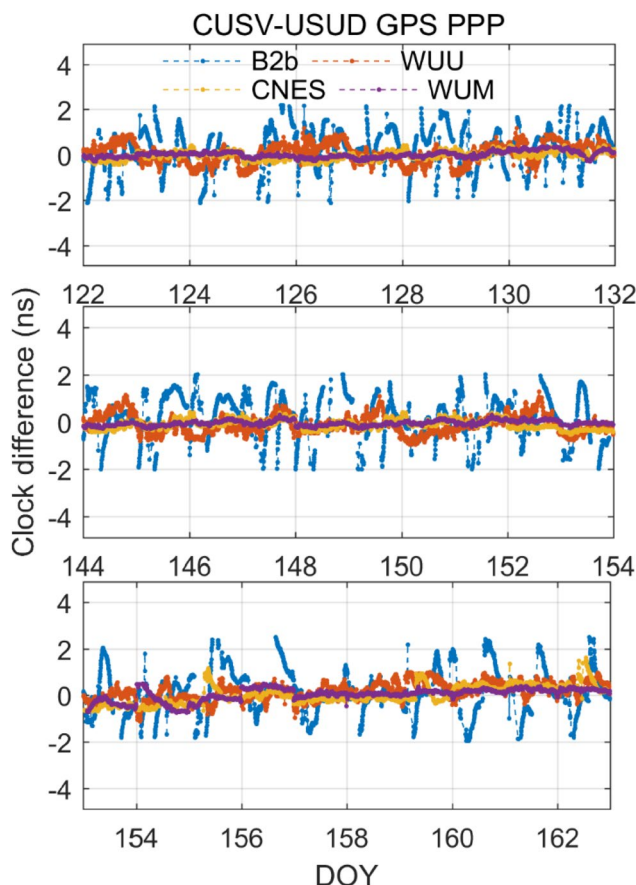 CUSV-USUD GPS PPP
B2b WUU
CNES WUM
4
2
0
-2
-4
122 124 126 128 130 132
4
2
0
-2
-4
144 146 148 150 152 154
4
2
0
-2
-4
154 156 158 160 162
Clock difference (ns)
DOY